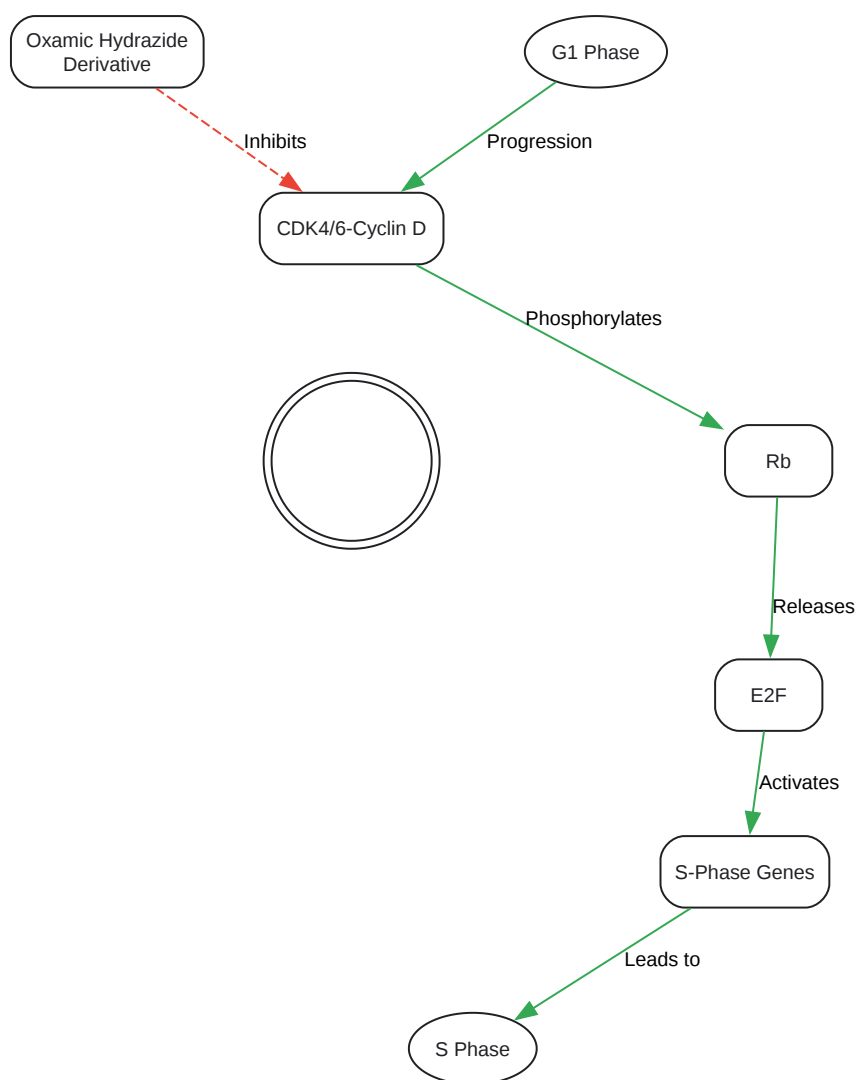 Oxamic Hydrazide
Derivative
G1 Phase
Inhibits
Progression
CDK4/6-Cyclin D
Phosphorylates
Rb
Releases
E2F
Activates
S-Phase Genes
Leads to
S Phase